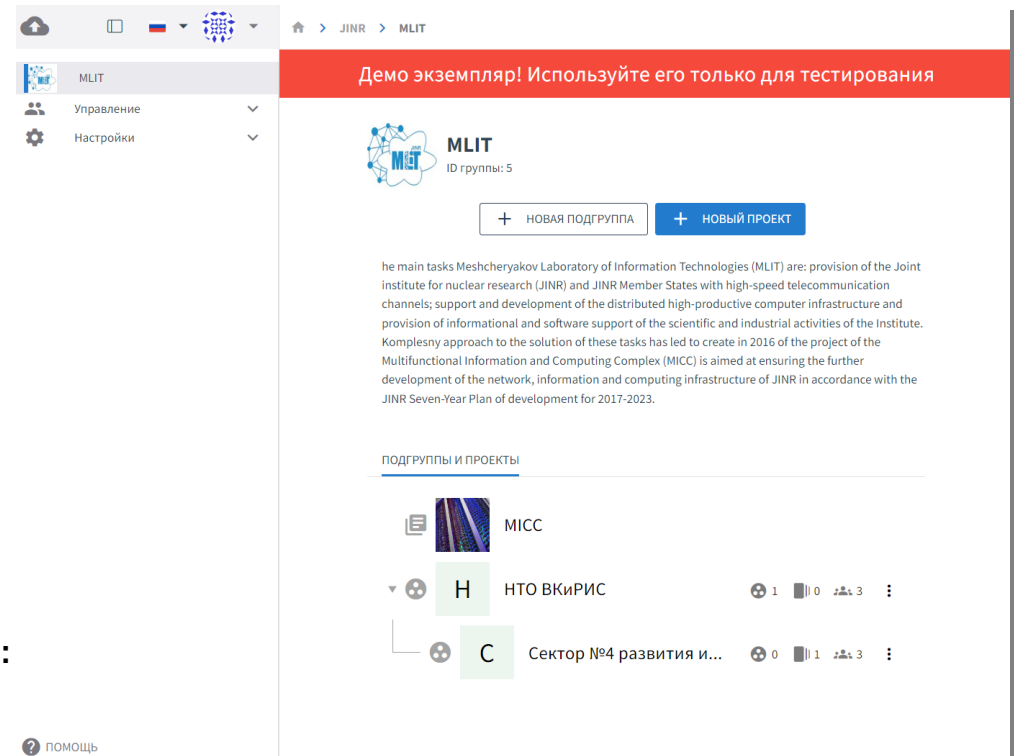 JINR MLIT
MLIT
Управление
Настройки
Демо экземпляр! Используйте его только для тестирования
MLIT
MLIT
ID группы: 5
НОВАЯ ПОДГРУППА
НОВЫЙ ПРОЕКТ
he main tasks Meshcheryakov Laboratory of Information Technologies (MLIT) are: provision of the Joint
institute for nuclear research (JINR) and JINR Member States with high-speed telecommunication
channels; support and development of the distributed high-productive computer infrastructure and
provision of informational and software support of the scientific and industrial activities of the Institute.
Komplesny approach to the solution of these tasks has led to create in 2016 of the project of the
Multifunctional Information and Computing Complex (MICC) is aimed at ensuring the further
development of the network, information and computing infrastructure of JINR in accordance with the
JINR Seven-Year Plan of development for 2017-2023.
ПОДГРУППЫ И ПРОЕКТЫ
MICC
Н НТО ВКиРИС 1 0 3
:
С Сектор №4 развития и... 0 1 3
? ПОМОЩЬ